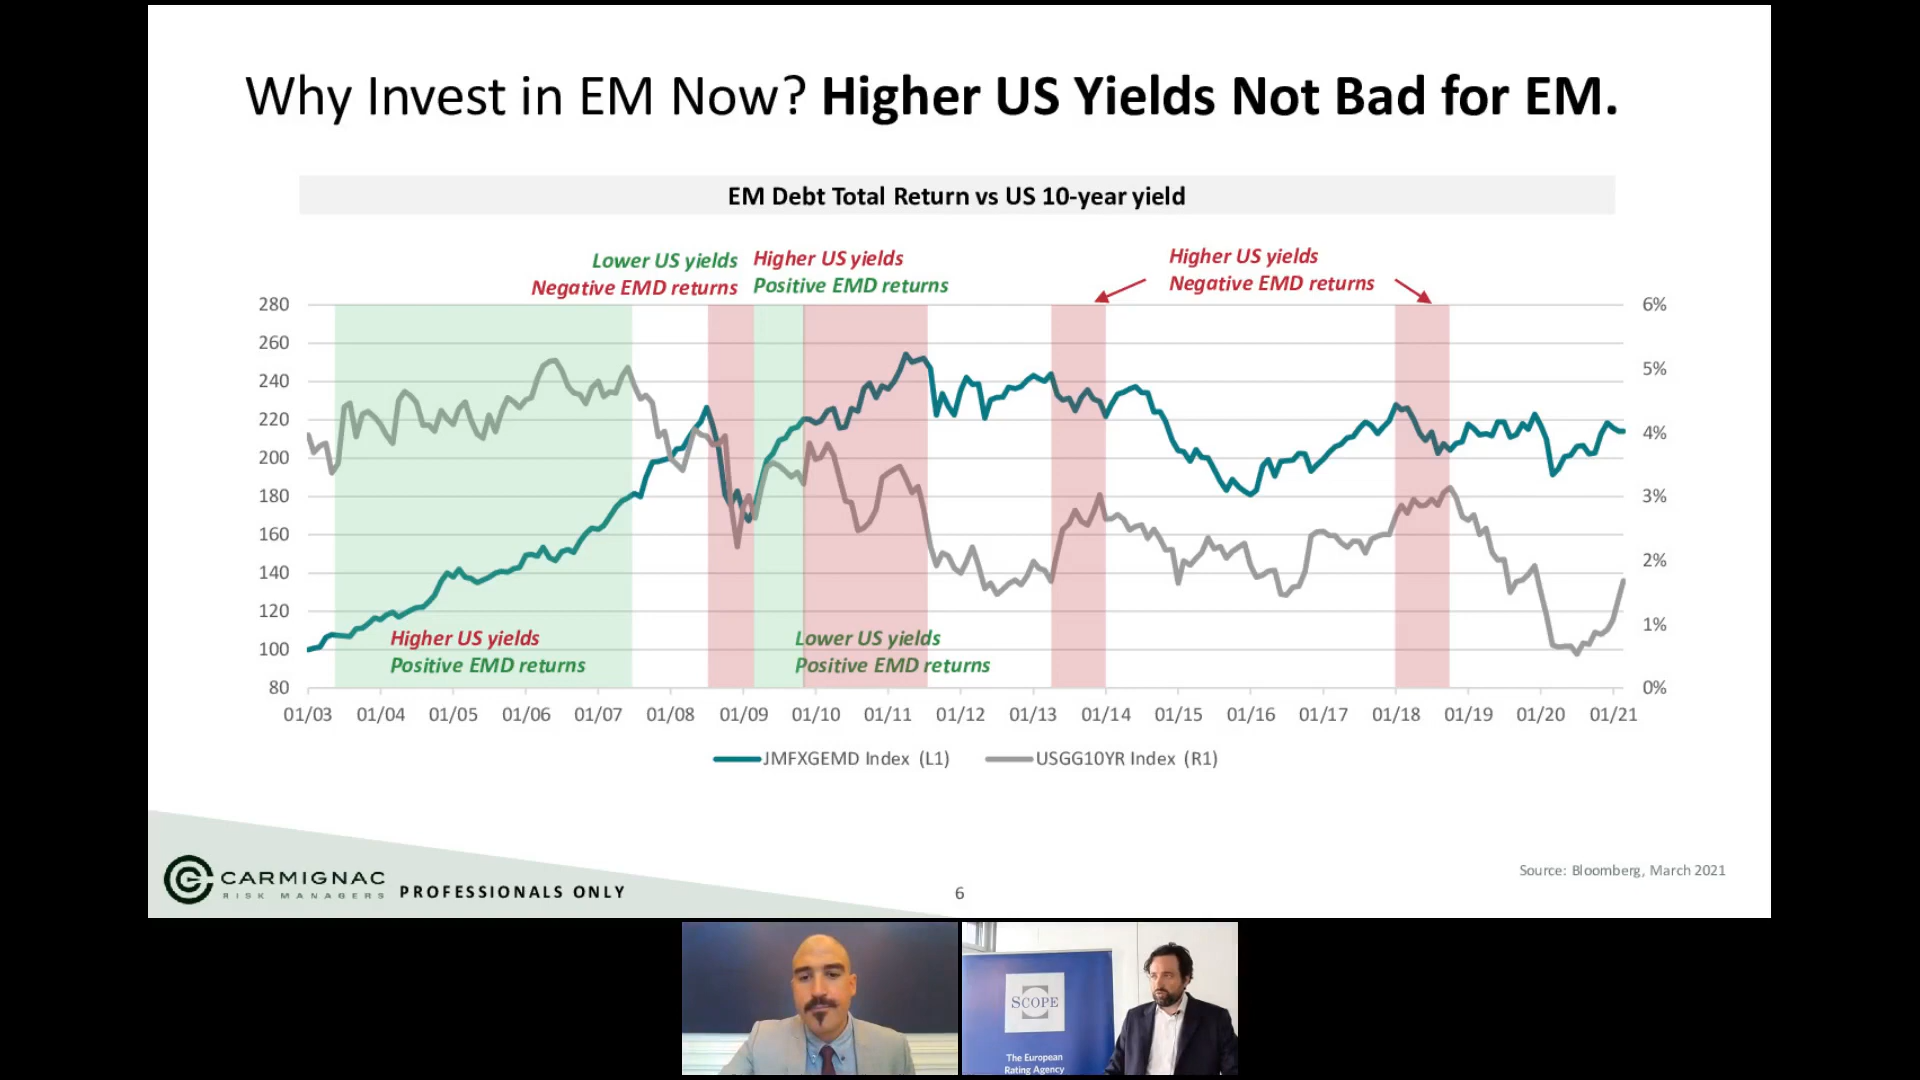 Why Invest in EM Now? Higher US Yields Not Bad for EM.
EM Debt Total Return vs US 10-year yield
Lower US yields
Negative EMD returns
Higher US yields
Positive EMD returns
Higher US yields
Negative EMD returns
280
260
240
220
200
180
160
140
120
100
80
6%
5%
4%
3%
2%
1%
0%
Higher US yields
Positive EMD returns
Lower US yields
Positive EMD returns
01/03 01/04 01/05 01/06 01/07 01/08 01/09 01/10 01/11 01/12 01/13 01/14 01/15 01/16 01/17 01/18 01/19 01/20 01/21
JMFXGEMD Index (L1) USGG10YR Index (R1)
CARMIGNAC
RISK MANAGERS
PROFESSIONALS ONLY
6
Source: Bloomberg, March 2021
SCOPE
The European
Rating Agency